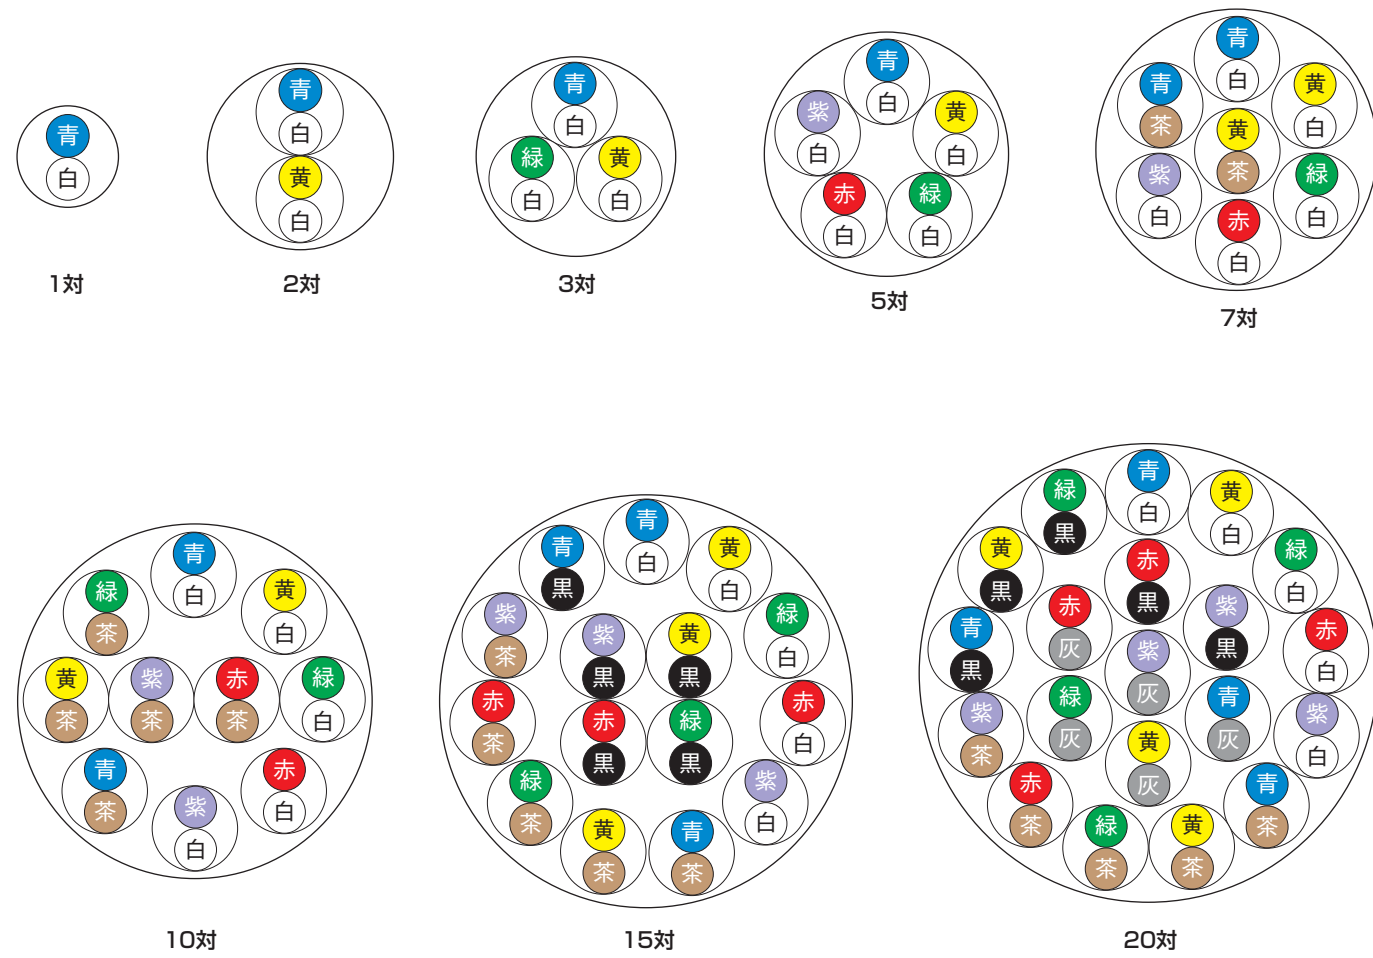 青
白
1対
青
白
黄
白
2対
青
白
緑
白
黄
白
3対
青
白
黄
白
緑
白
赤
白
紫
白
5対
青
白
黄
白
緑
白
赤
白
紫
白
青
茶
黄
茶
7対
青
白
黄
白
緑
白
赤
白
紫
白
青
茶
黄
茶
緑
茶
紫
茶
赤
茶
10対
青
白
黄
白
緑
白
赤
白
紫
白
青
茶
黄
茶
緑
茶
赤
茶
紫
茶
青
黒
紫
黒
黄
黒
赤
黒
緑
黒
15対
青
白
黄
白
緑
白
赤
白
紫
白
青
茶
黄
茶
緑
茶
赤
茶
紫
茶
青
黒
黄
黒
緑
黒
赤
黒
紫
黒
青
灰
黄
灰
緑
灰
赤
灰
紫
灰
20対